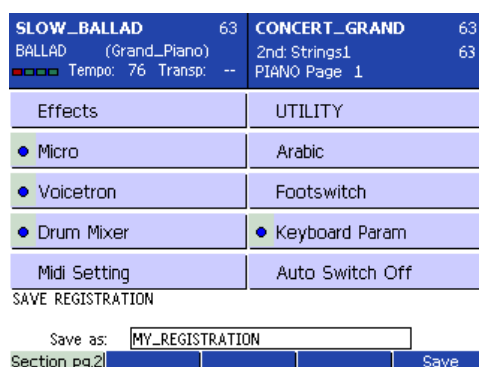 SLOW_BALLAD 63 CONCERT_GRAND 63
BALLAD (Grand_Piano) 2nd: Strings1 63
Tempo: 76 Transp: -- PIANO Page 1
Effects UTILITY
Micro Arabic
Voicetron Footswitch
Drum Mixer Keyboard Param
Midi Setting Auto Switch Off
SAVE REGISTRATION
Save as: MY_REGISTRATION
Section pg.2 Save